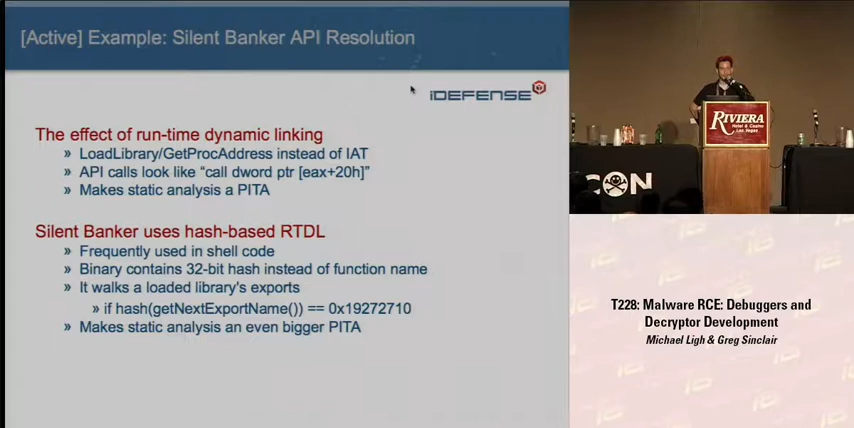 [Active] Example: Silent Banker API Resolution
iDEFENSE
The effect of run-time dynamic linking
» LoadLibrary/GetProcAddress instead of IAT
» API calls look like “call dword ptr [eax+20h]”
» Makes static analysis a PITA
Silent Banker uses hash-based RTDL
» Frequently used in shell code
» Binary contains 32-bit hash instead of function name
» It walks a loaded library's exports
» if hash(getNextExportName()) == 0x19272710
» Makes static analysis an even bigger PITA
RIVIERA
Hotel & Casino
Las Vegas
CON
T228: Malware RCE: Debuggers and
Decryptor Development
Michael Ligh & Greg Sinclair